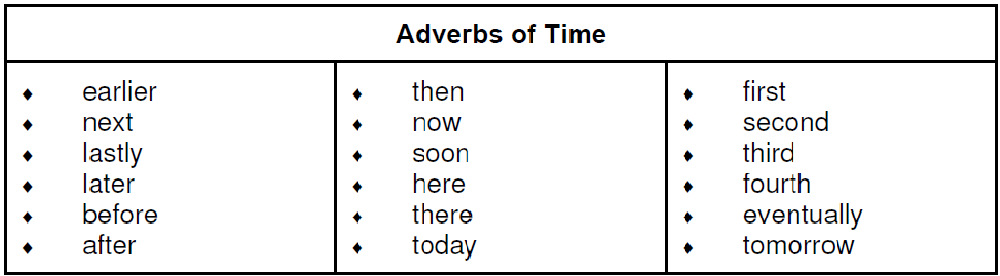 Adverbs of Time
♦ earlier
♦ next
♦ lastly
♦ later
♦ before
♦ after
♦ then
♦ now
♦ soon
♦ here
♦ there
♦ today
♦ first
♦ second
♦ third
♦ fourth
♦ eventually
♦ tomorrow